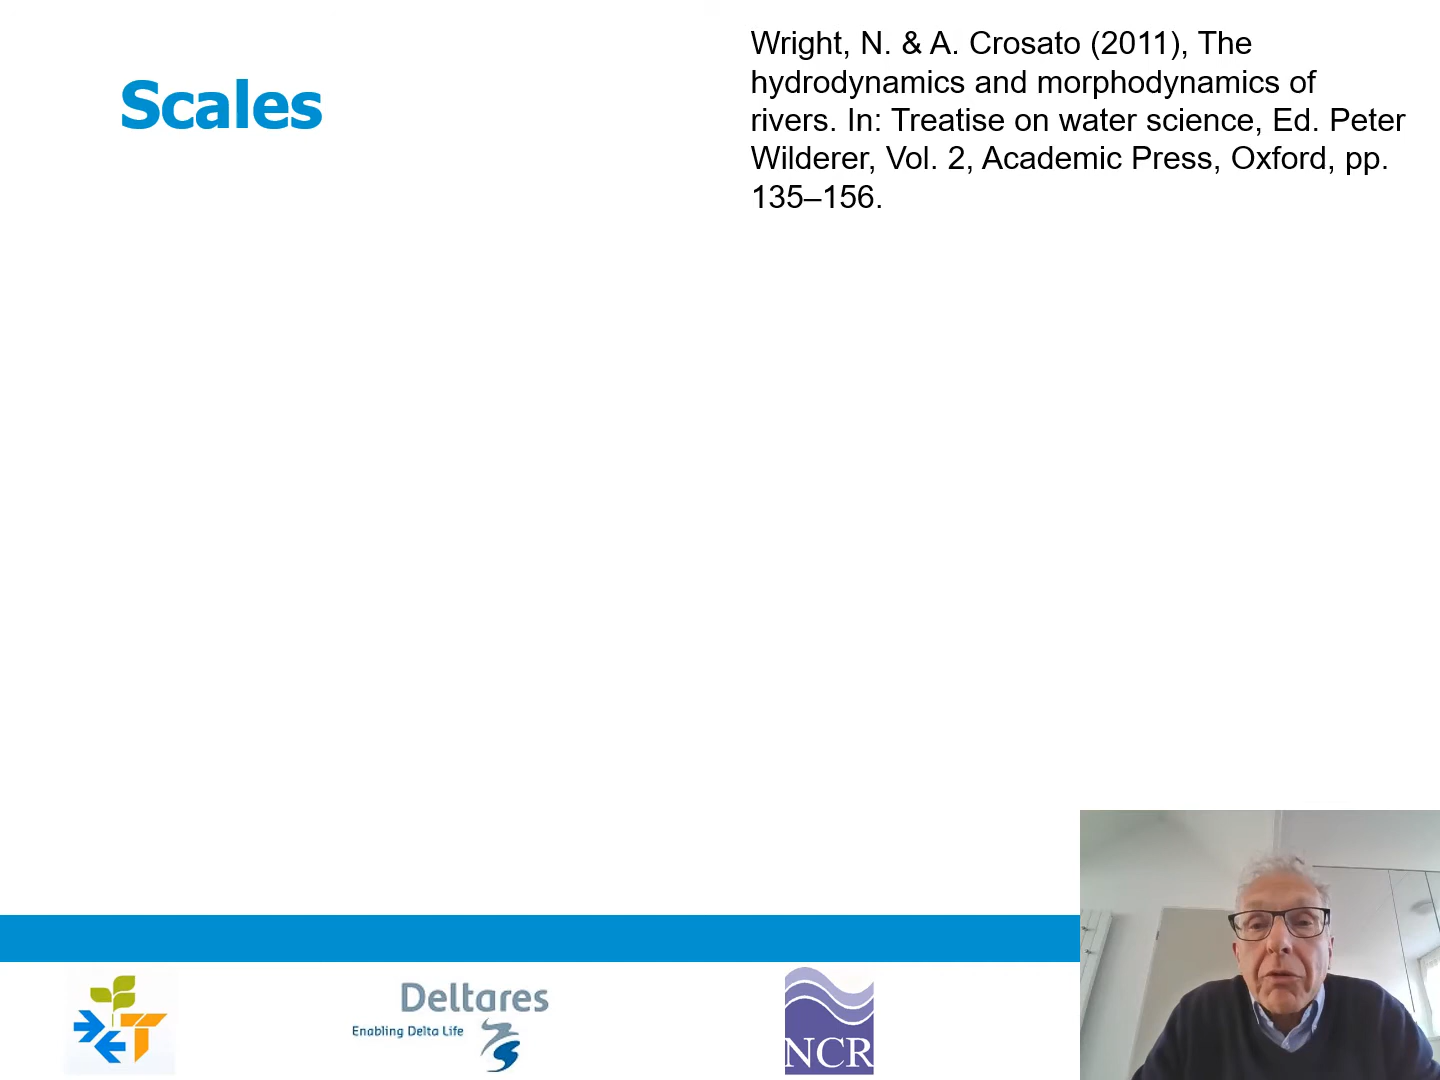 Scales
Wright, N. & A. Crosato (2011), The
hydrodynamics and morphodynamics of
rivers. In: Treatise on water science, Ed. Peter
Wilderer, Vol. 2, Academic Press, Oxford, pp.
135–156.
Deltares
Enabling Delta Life
NCR